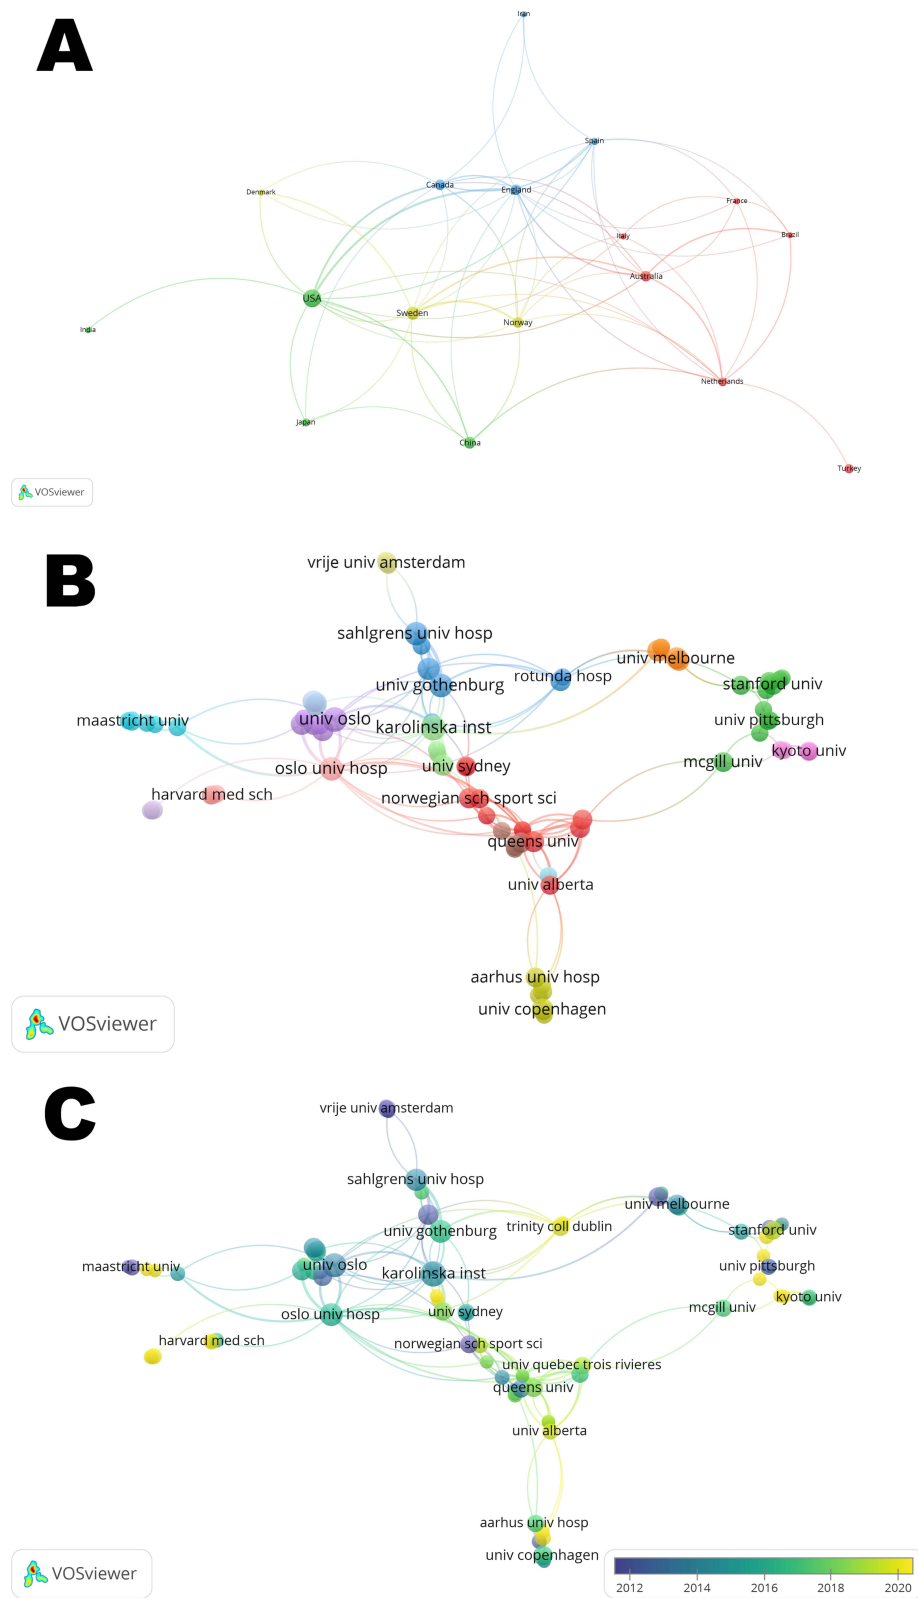 A
Iran
Spain
Canada
England
Denmark
France
Italy
Brazil
Australia
USA
Sweden
Norway
India
Netherlands
Japan
China
Turkey
VOSviewer
B
vrije univ amsterdam
sahlgrens univ hosp
univ melbourne
rotunda hosp
univ gothenburg
stanford univ
maastricht univ
univ oslo
karolinska inst
univ pittsburgh
kyoto univ
mcgill univ
oslo univ hosp
univ sydney
harvard med sch
norwegian sch sport sci
queens univ
univ alberta
aarhus univ hosp
univ copenhagen
VOSviewer
C
vrije univ amsterdam
sahlgrens univ hosp
univ melbourne
trinity coll dublin
univ gothenburg
stanford univ
maastricht univ
univ oslo
karolinska inst
univ pittsburgh
kyoto univ
mcgill univ
oslo univ hosp
univ sydney
harvard med sch
norwegian sch sport sci
univ quebec trois rivieres
queens univ
univ alberta
aarhus univ hosp
univ copenhagen
VOSviewer
2012 2014 2016 2018 2020